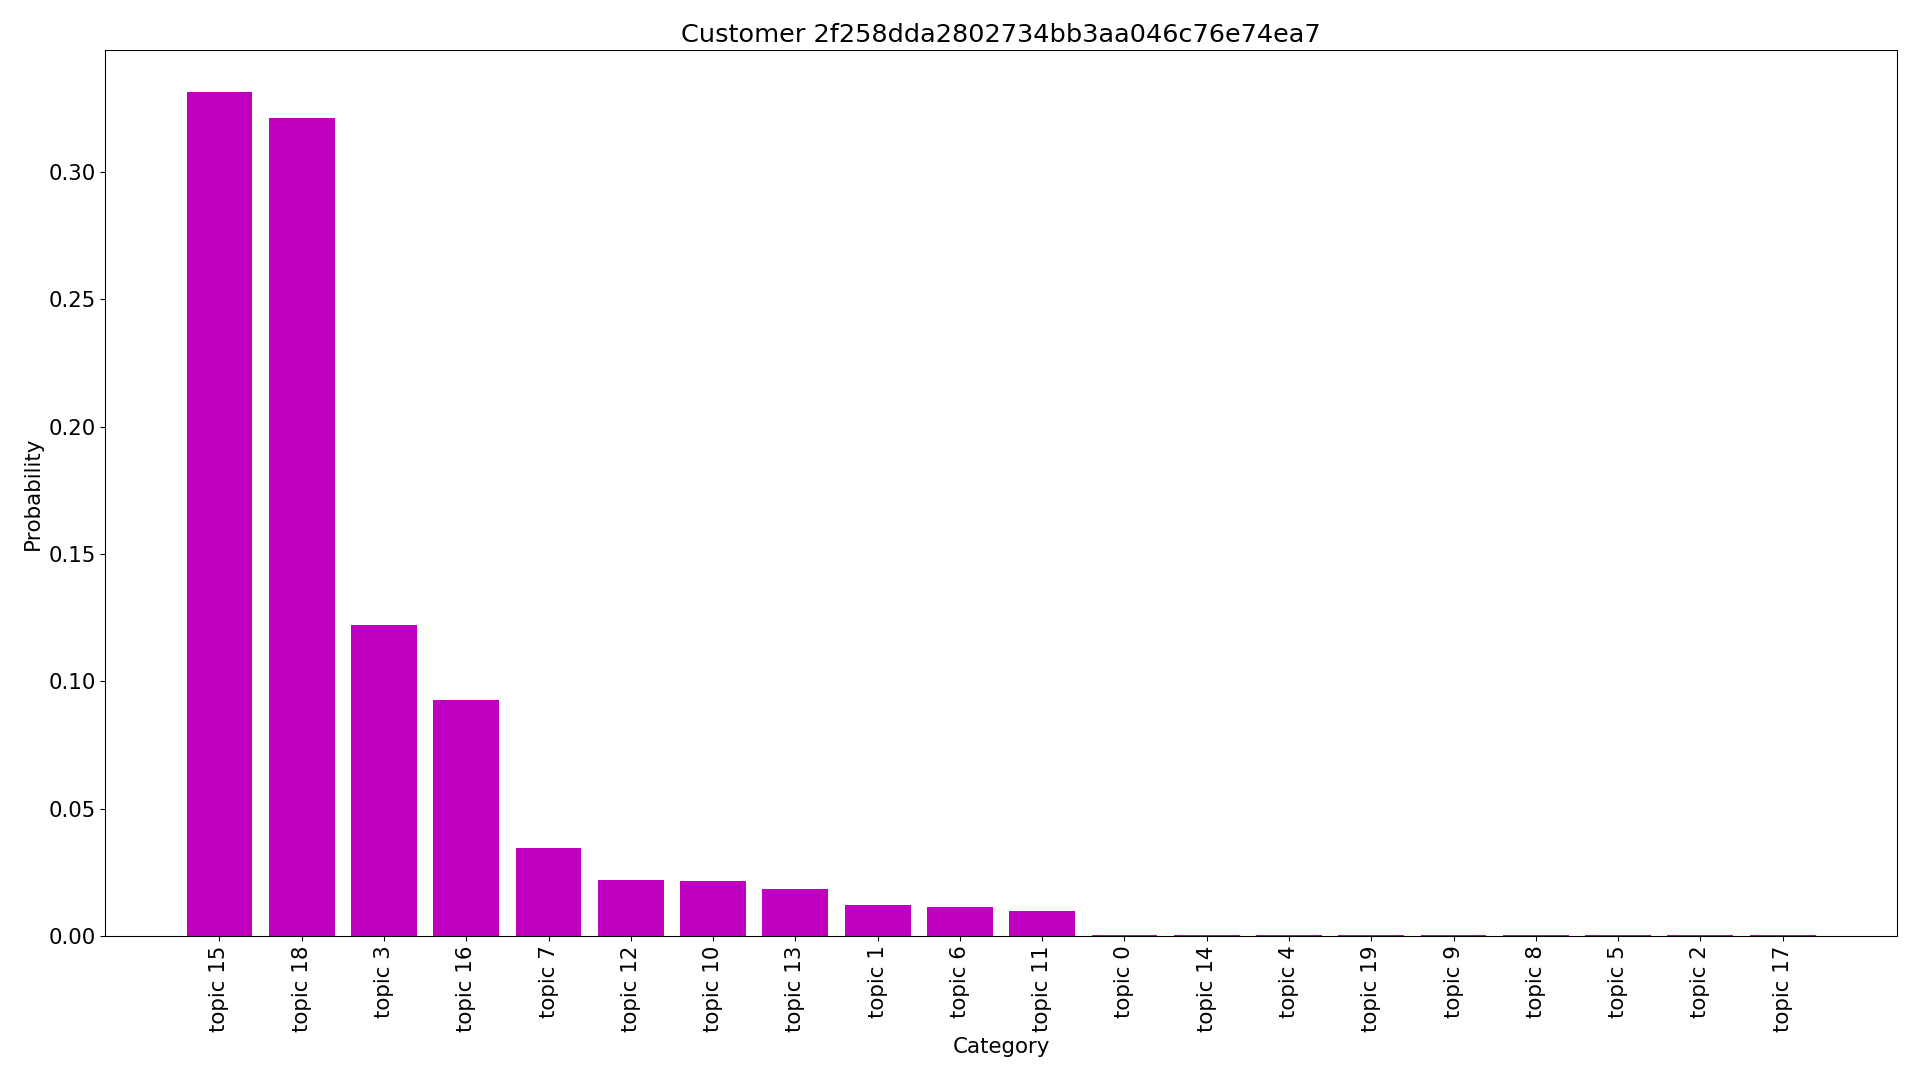 Customer 2f258dda2802734bb3aa046c76e74ea7
Probability
0.30
0.25
0.20
0.15
0.10
0.05
0.00
topic 15
topic 18
topic 3
topic 16
topic 7
topic 12
topic 10
topic 13
topic 1
topic 6
topic 11
topic 0
topic 14
topic 4
topic 19
topic 9
topic 8
topic 5
topic 2
topic 17
Category